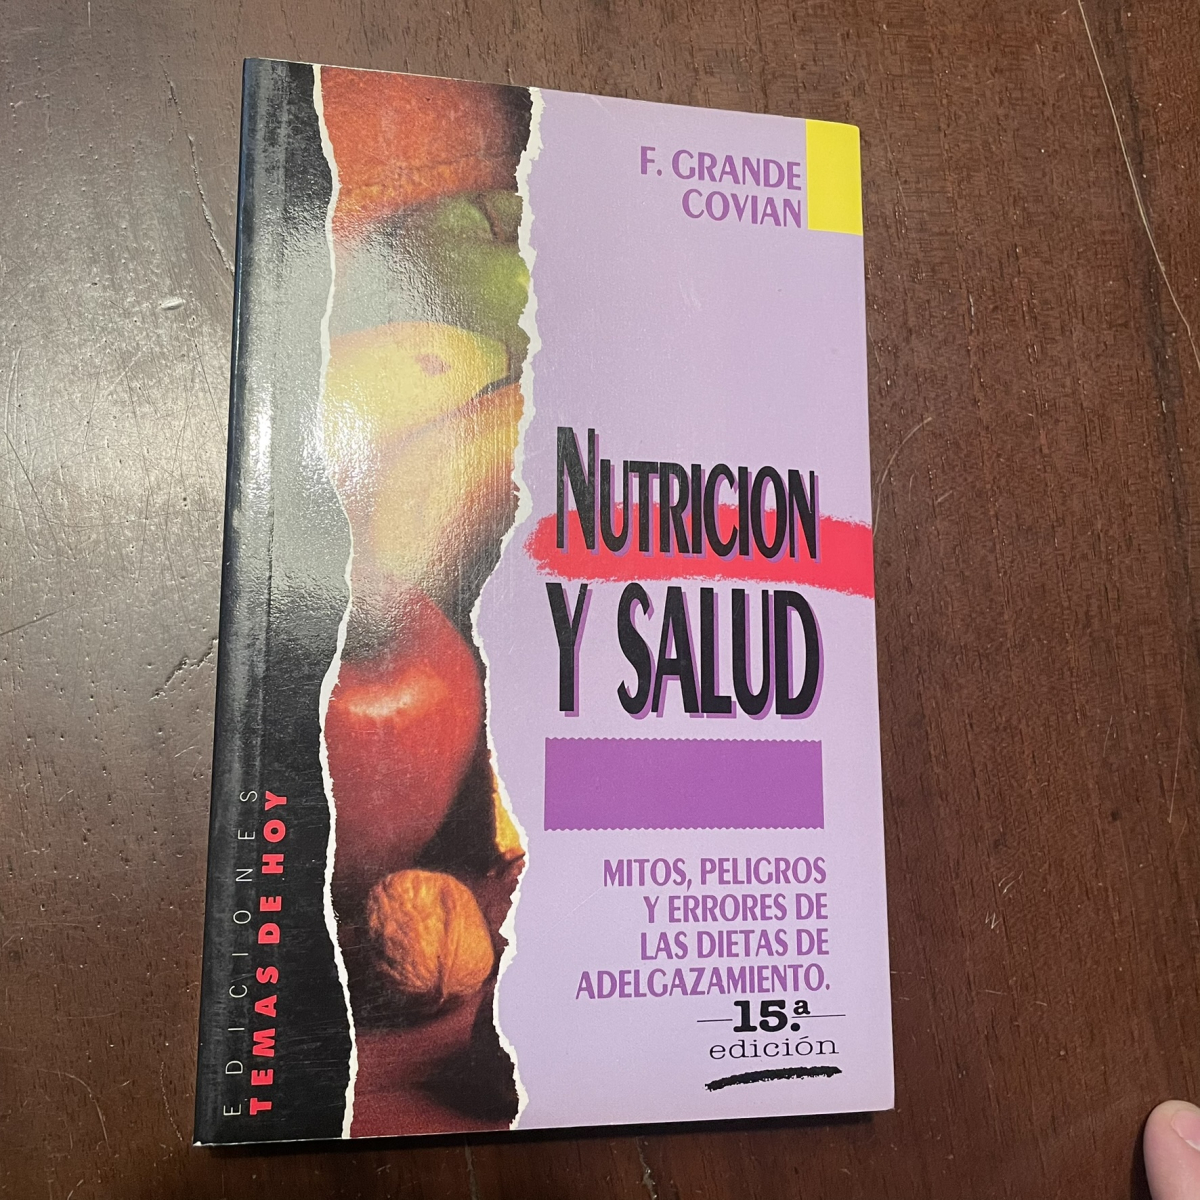 F. GRANDE
COVIAN
NUTRICION
Y SALUD
MITOS, PELIGROS
Y ERRORES DE
LAS DIETAS DE
ADELGAZAMIENTO.
15.ª
edición
EDICIONES
TEMAS DE HOY